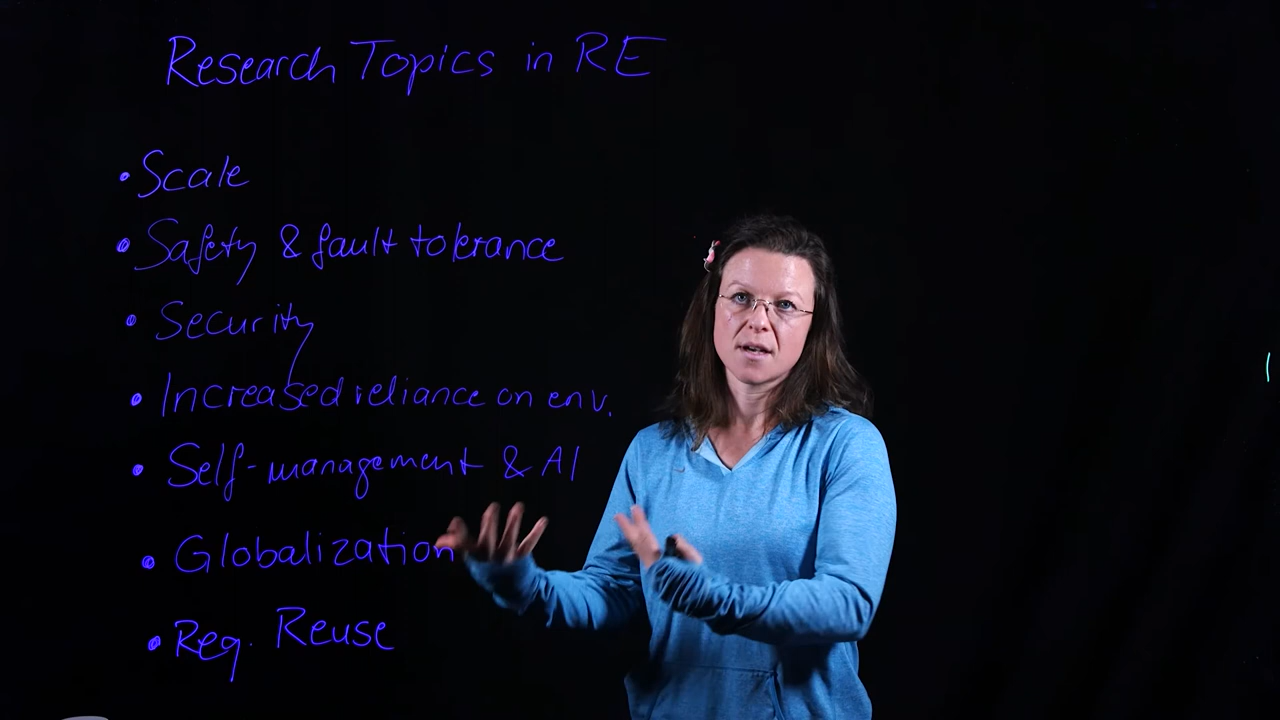 Research Topics in RE
• Scale
• Safety & fault tolerance
• Security
• Increased reliance on env.
• Self-management & AI
• Globalization
• Req. Reuse